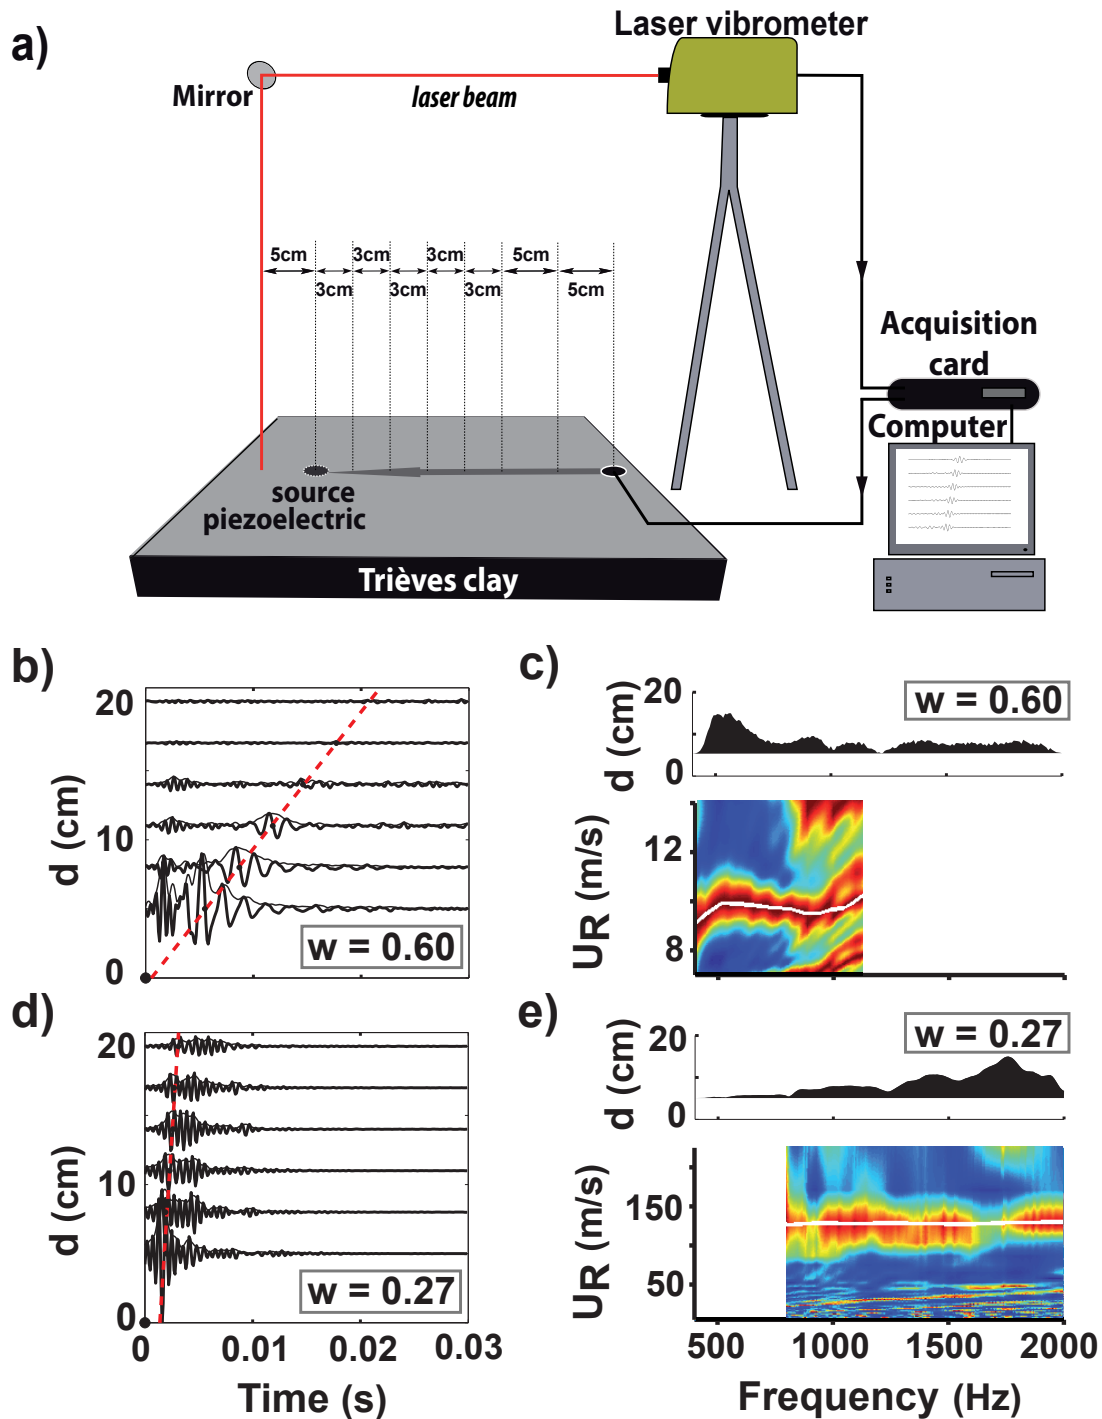 a)
Laser vibrometer
Mirror
laser beam
5cm 3cm 3cm 5cm
3cm 3cm 3cm 5cm
Acquisition
card
Computer
source
piezoelectric
Trièves clay
b)
20
10
0
d (cm)
w = 0.60
c)
20
0
d (cm)
w = 0.60
12
8
UR (m/s)
d)
20
10
0
d (cm)
w = 0.27
0 0.01 0.02 0.03
Time (s)
e)
20
0
d (cm)
w = 0.27
150
50
UR (m/s)
500 1000 1500 2000
Frequency (Hz)